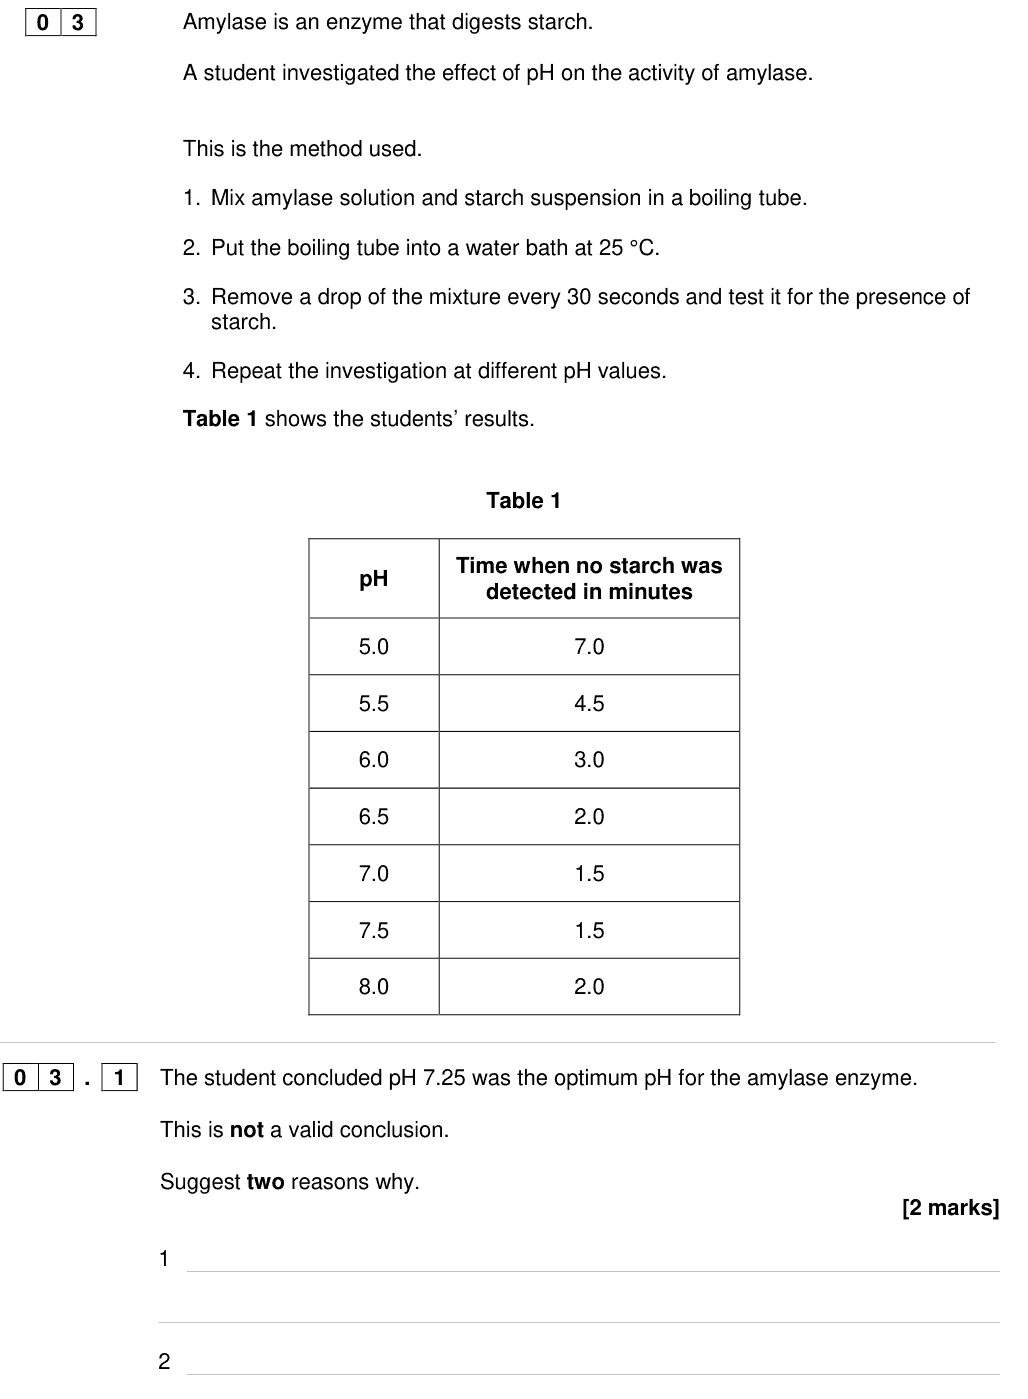 0 3 Amylase is an enzyme that digests starch.
A student investigated the effect of pH on the activity of amylase.
This is the method used.
1. Mix amylase solution and starch suspension in a boiling tube.
2. Put the boiling tube into a water bath at 25 °C.
3. Remove a drop of the mixture every 30 seconds and test it for the presence of
starch.
4. Repeat the investigation at different pH values.
Table 1 shows the students’ results.
Table 1
pH Time when no starch was
detected in minutes
5.0 7.0
5.5 4.5
6.0 3.0
6.5 2.0
7.0 1.5
7.5 1.5
8.0 2.0
0 3 . 1 The student concluded pH 7.25 was the optimum pH for the amylase enzyme.
This is not a valid conclusion.
Suggest two reasons why.
[2 marks]
1
2